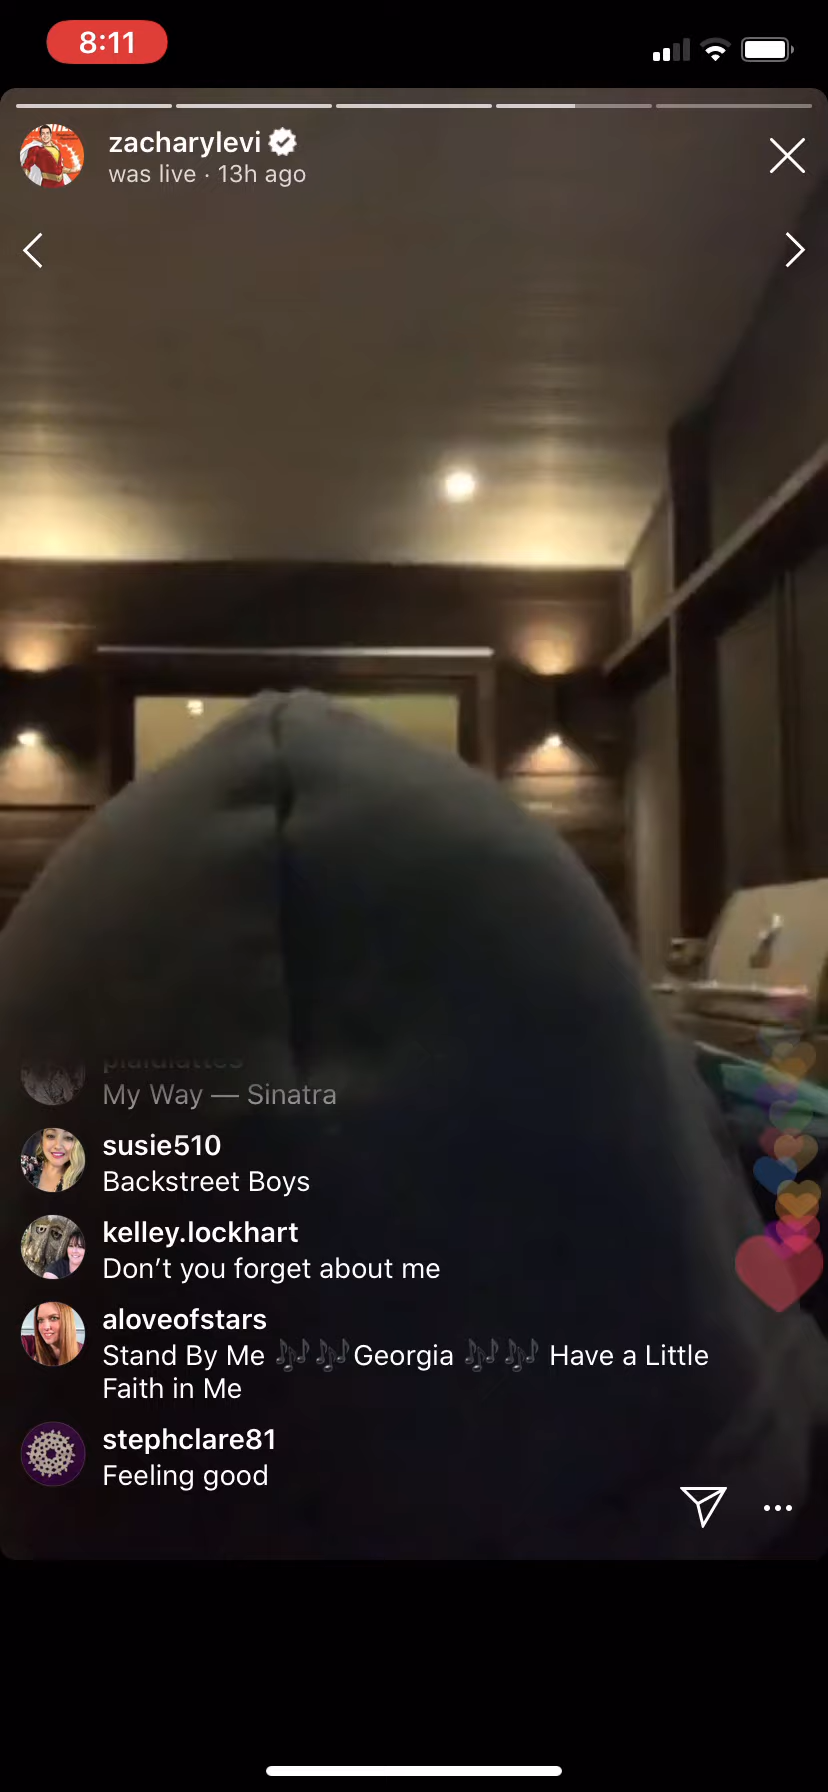 8:11
zacharylevi
was live · 13h ago
My Way — Sinatra
susie510
Backstreet Boys
kelley.lockhart
Don't you forget about me
aloveofstars
Stand By Me 🎶🎶Georgia 🎶🎶 Have a Little
Faith in Me
stephclare81
Feeling good